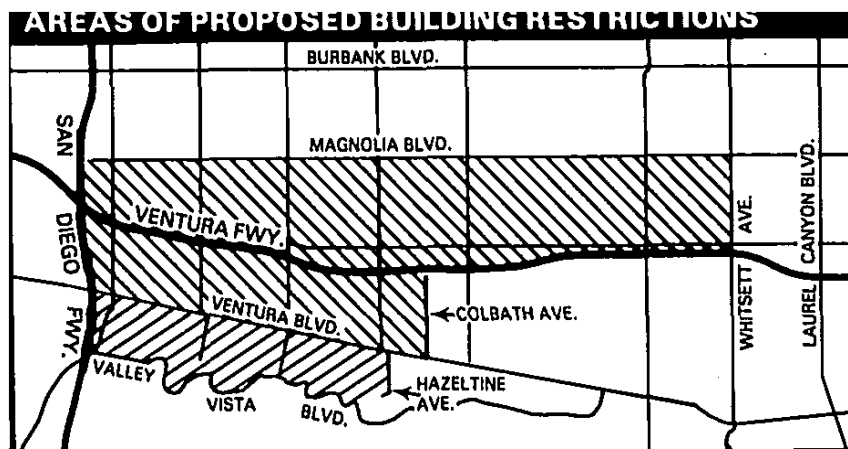 AREAS OF PROPOSED BUILDING RESTRICTIONS
BURBANK BLVD.
SAN
DIEGO
FWY.
MAGNOLIA BLVD.
VENTURA FWY.
VENTURA BLVD.
COLBATH AVE.
WHITSETT
AVE.
LAUREL
CANYON BLVD.
VALLEY
VISTA
BLVD.
HAZELTINE
AVE.